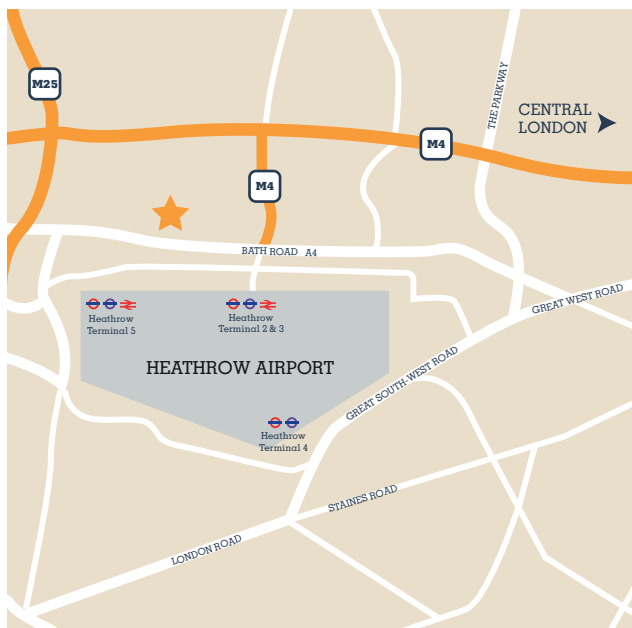 M25
THE PARKWAY
CENTRAL
LONDON
M4
M4
BATH ROAD A4
GREAT WEST ROAD
Heathrow
Terminal 5
Heathrow
Terminal 2 & 3
HEATHROW AIRPORT
GREAT SOUTH-WEST ROAD
Heathrow
Terminal 4
STAINES ROAD
LONDON ROAD